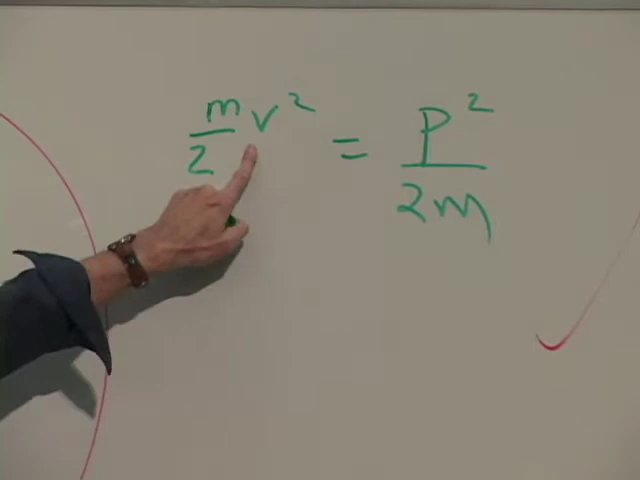 m/2 v² = P²/2m